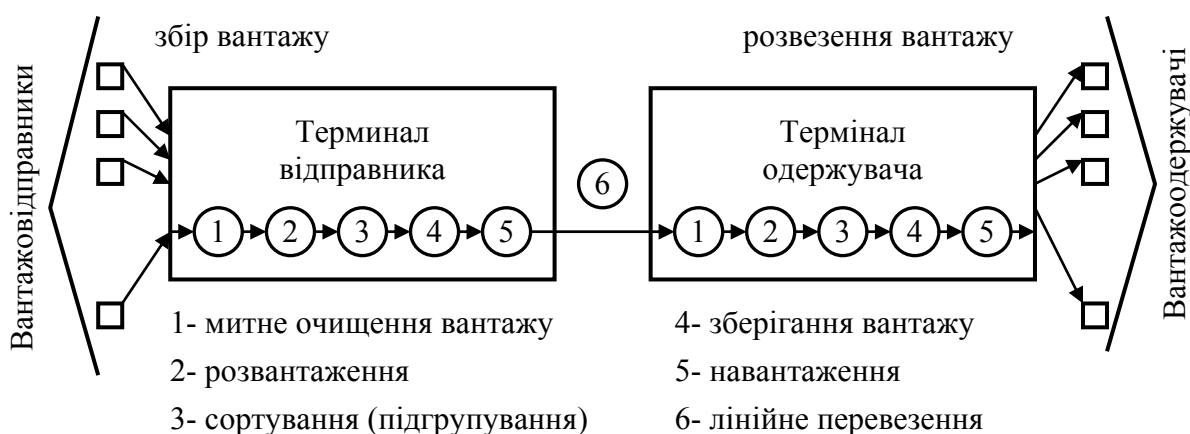 збір вантажу
розвезення вантажу
Вантажовідправники
Терминал
відправника
1 2 3 4 5
6
Термінал
одержувача
1 2 3 4 5
Вантажоодержувачі
1- митне очищення вантажу
2- розвантаження
3- сортування (підгрупування)
4- зберігання вантажу
5- навантаження
6- лінійне перевезення